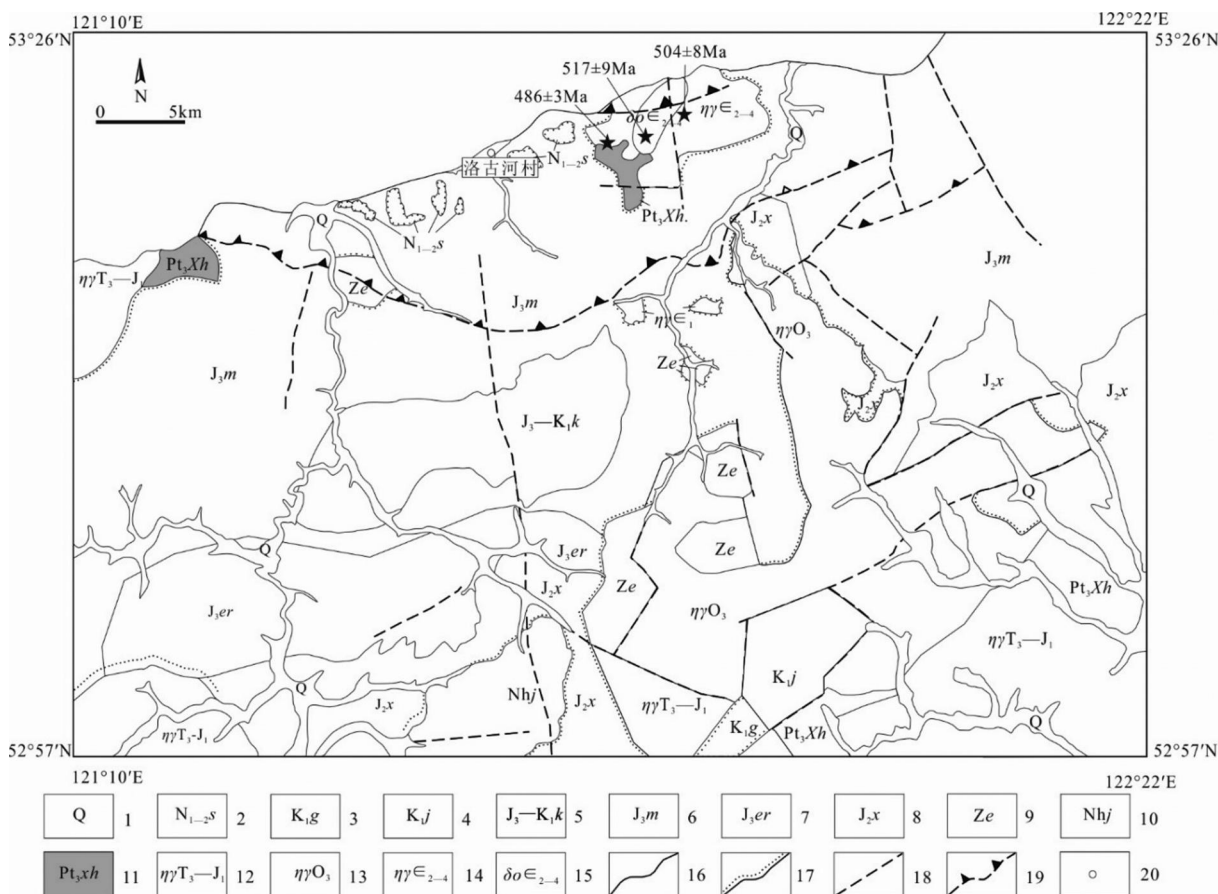 121°10′E
122°22′E
53°26′N
53°26′N
504±8Ma
517±9Ma
486±3Ma
N
0 5km
δο∈₂₋₄
ηγ∈₂₋₄
Q
N₁₋₂s
洛古河村
Pt₃Xh.
J₂x
Q
N₁₋₂s
Pt₃Xh
ηγT₃—J₁
J₃m
J₃m
Ze
ηγ∈₁
ηγO₃
J₃m
Ze
J₂x
J₂x
J₂x
J₃—K₁k
Ze
Q
Q
J₃er
Ze
J₂x
Ze
Pt₃Xh
J₃er
ηγO₃
ηγT₃—J₁
K₁j
Q
Nhj
J₂x
ηγT₃—J₁
J₂x
K₁g
Pt₃Xh
Q
ηγT₃-J₁
52°57′N
52°57′N
121°10′E
122°22′E
Q 1 N₁₋₂s 2 K₁g 3 K₁j 4 J₃—K₁k 5 J₃m 6 J₃er 7 J₂x 8 Ze 9 Nhj 10
Pt₃xh 11 ηγT₃—J₁ 12 ηγO₃ 13 ηγ∈₂₋₄ 14 δο∈₂₋₄ 15 16 17 18 19 20